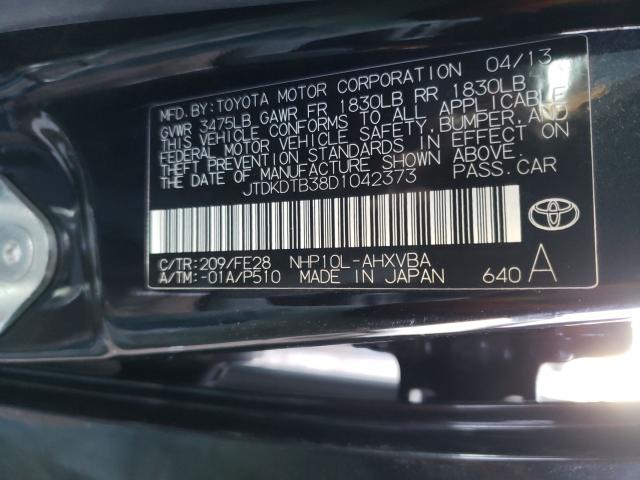 MFD. BY: TOYOTA MOTOR CORPORATION 04/13
GVWR 3475LB GAWR FR 1830LB RR 1830LB
THIS VEHICLE CONFORMS TO ALL APPLICABLE
FEDERAL MOTOR VEHICLE SAFETY, BUMPER, AND
THEFT PREVENTION STANDARDS IN EFFECT ON
THE DATE OF MANUFACTURE SHOWN ABOVE.
JTDKDTB38D1042373 PASS. CAR
C/TR: 209/FE28 NHP10L-AHXVBA
A/TM: -01A/P510 MADE IN JAPAN 640 A